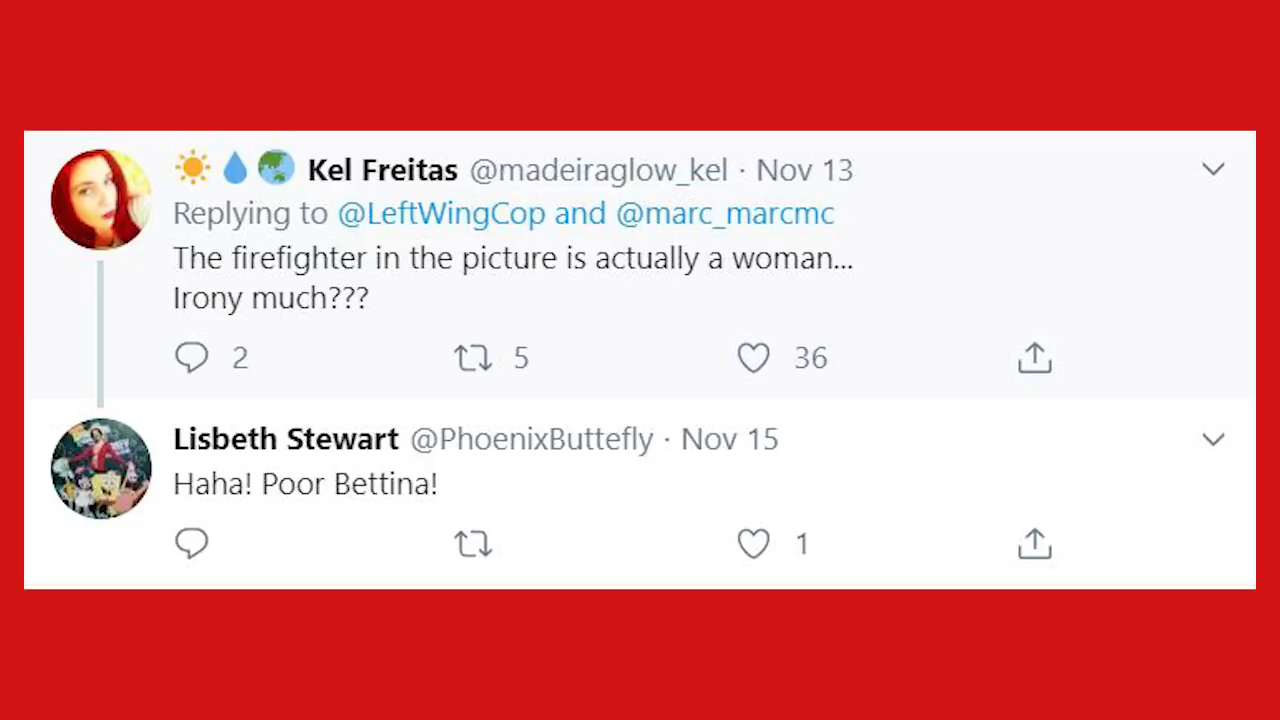 Kel Freitas @madeiraglow_kel · Nov 13
Replying to @LeftWingCop and @marc_marcmc
The firefighter in the picture is actually a woman...
Irony much???
2 5 36
Lisbeth Stewart @PhoenixButtefly · Nov 15
Haha! Poor Bettina!
1